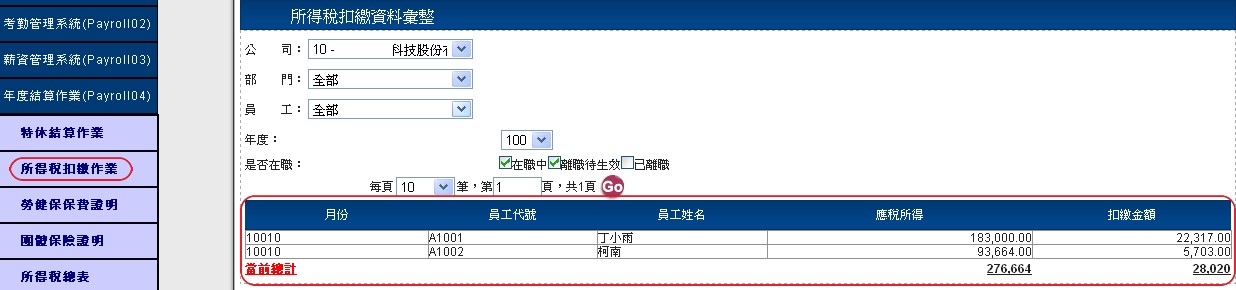 考勤管理系統(Payroll02)
薪資管理系統(Payroll03)
年度結算作業(Payroll04)
特休結算作業
所得稅扣繳作業
勞健保保費證明
團體保險證明
所得稅總表
所得稅扣繳資料彙整
公 司： 10 - 科技股份有
部 門： 全部
員 工： 全部
年度： 100
是否在職： 在職中 離職待生效 已離職
每頁 10 筆，第 1 頁，共1頁 Go
月份 員工代號 員工姓名 應稅所得 扣繳金額
10010 A1001 丁小雨 183,000.00 22,317.00
10010 A1002 柯南 93,664.00 5,703.00
當前總計 276,664 28,020